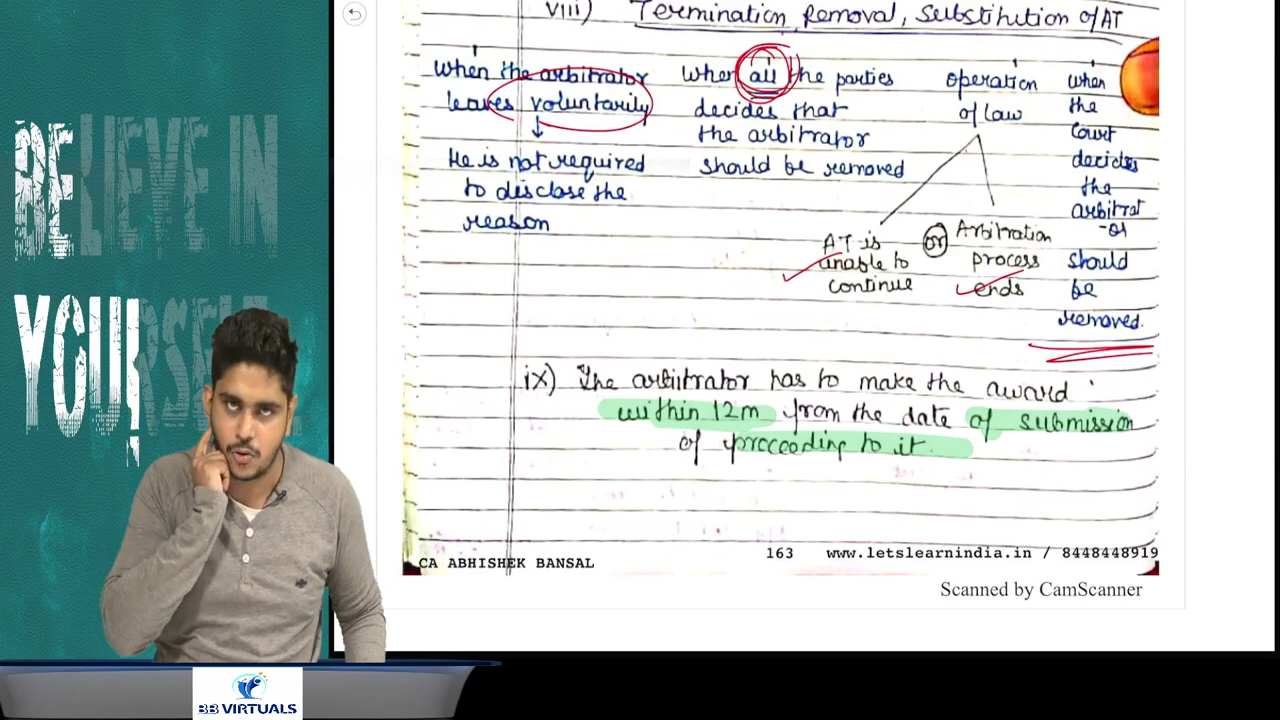 viii) Termination, Removal, Substitution of AT
When the arbitrator
leaves voluntarily
He is not required
to disclose the
reason
When all the parties
decides that
the arbitrator
should be removed
operation
of law
AT is
unable to
continue
or
Arbitration
process
ends
when
the
Court
decides
the
arbitrat
-or
should
be
removed.
ix) The arbiitrator has to make the award
within 12m from the date of submission
of proceeding to it.
CA ABHISHEK BANSAL
163 www.letslearnindia.in / 8448448919
Scanned by CamScanner
BELIEVE IN
YOURSELF
BB VIRTUALS